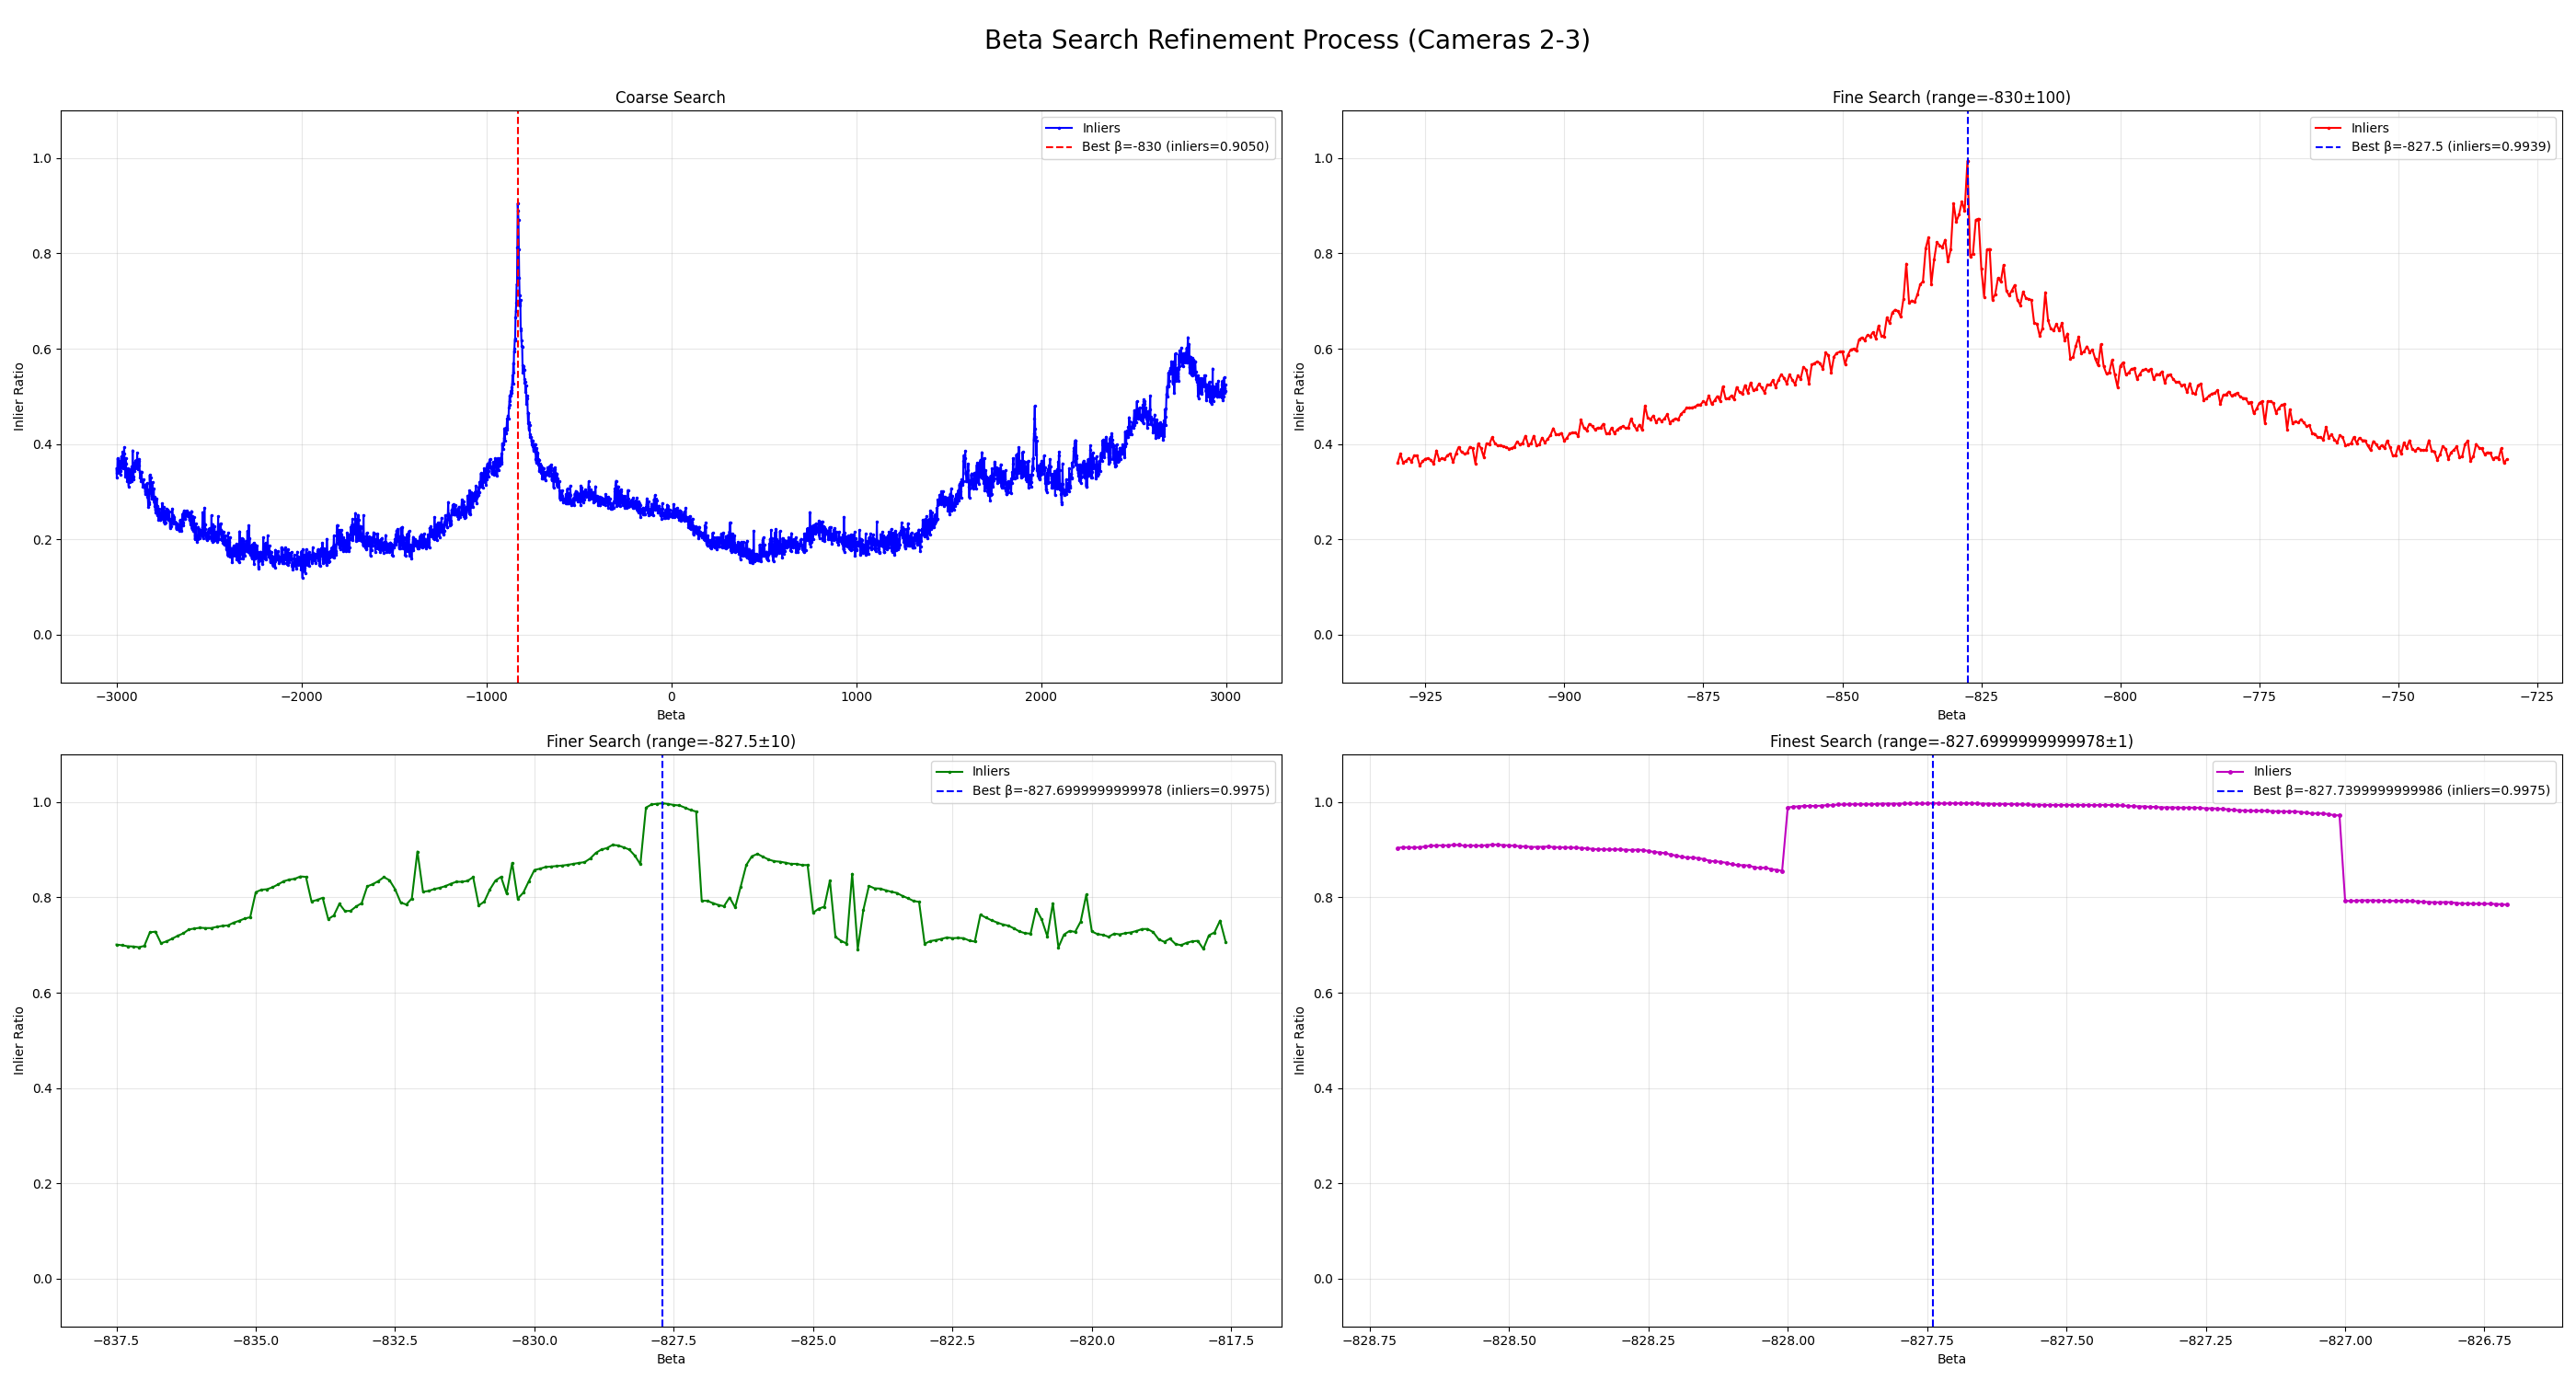 Beta Search Refinement Process (Cameras 2-3)
Coarse Search
Inliers
Best β=-830 (inliers=0.9050)
1.0
0.8
0.6
0.4
0.2
0.0
Inlier Ratio
−3000 −2000 −1000 0 1000 2000 3000
Beta
Fine Search (range=-830±100)
Inliers
Best β=-827.5 (inliers=0.9939)
1.0
0.8
0.6
0.4
0.2
0.0
Inlier Ratio
−925 −900 −875 −850 −825 −800 −775 −750 −725
Beta
Finer Search (range=-827.5±10)
Inliers
Best β=-827.6999999999978 (inliers=0.9975)
1.0
0.8
0.6
0.4
0.2
0.0
Inlier Ratio
−837.5 −835.0 −832.5 −830.0 −827.5 −825.0 −822.5 −820.0 −817.5
Beta
Finest Search (range=-827.6999999999978±1)
Inliers
Best β=-827.7399999999986 (inliers=0.9975)
1.0
0.8
0.6
0.4
0.2
0.0
Inlier Ratio
−828.75 −828.50 −828.25 −828.00 −827.75 −827.50 −827.25 −827.00 −826.75
Beta